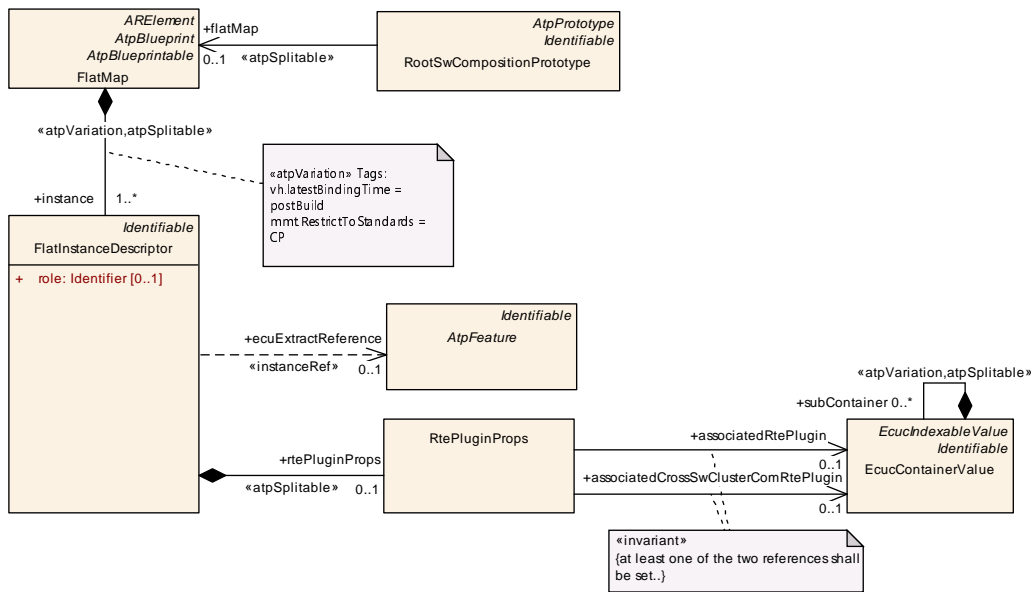 ARElement
AtpBlueprint
AtpBlueprintable
FlatMap
+flatMap
0..1
«atpSplitable»
AtpPrototype
Identifiable
RootSwCompositionPrototype
«atpVariation,atpSplitable»
«atpVariation» Tags:
vh.latestBindingTime =
postBuild
mmt.RestrictToStandards =
CP
+instance
1..*
Identifiable
FlatInstanceDescriptor
+ role: Identifier [0..1]
+ecuExtractReference
«instanceRef»
0..1
Identifiable
AtpFeature
+rtePluginProps
«atpSplitable»
0..1
RtePluginProps
«atpVariation,atpSplitable»
+subContainer 0..*
+associatedRtePlugin
0..1
+associatedCrossSwClusterComRtePlugin
0..1
EcucIndexableValue
Identifiable
EcucContainerValue
«invariant»
{at least one of the two references shall
be set..}